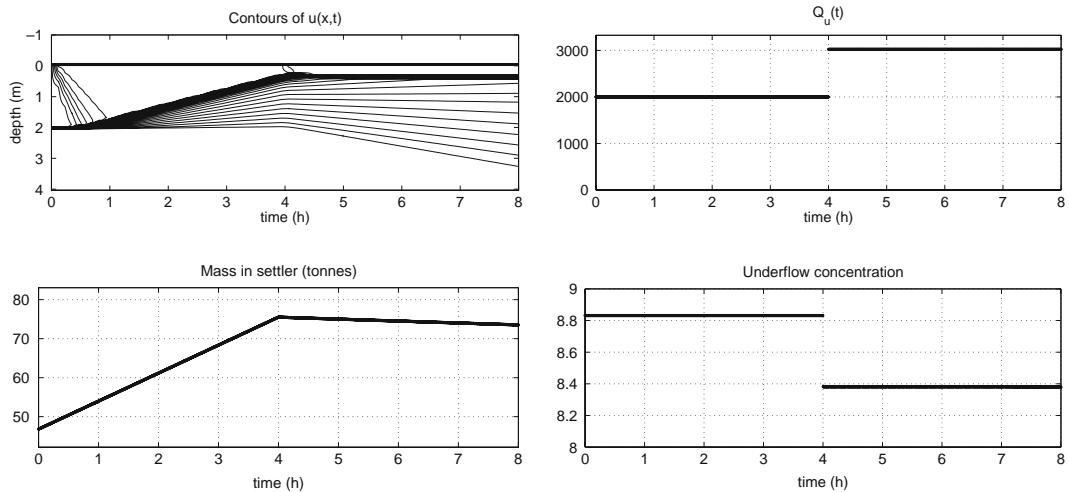 Contours of u(x,t)
−1
0
1
2
3
4
depth (m)
0 1 2 3 4 5 6 7 8
time (h)
Q_u(t)
3000
2000
1000
0
0 1 2 3 4 5 6 7 8
time (h)
Mass in settler (tonnes)
80
70
60
50
0 1 2 3 4 5 6 7 8
time (h)
Underflow concentration
9
8.8
8.6
8.4
8.2
8
0 1 2 3 4 5 6 7 8
time (h)